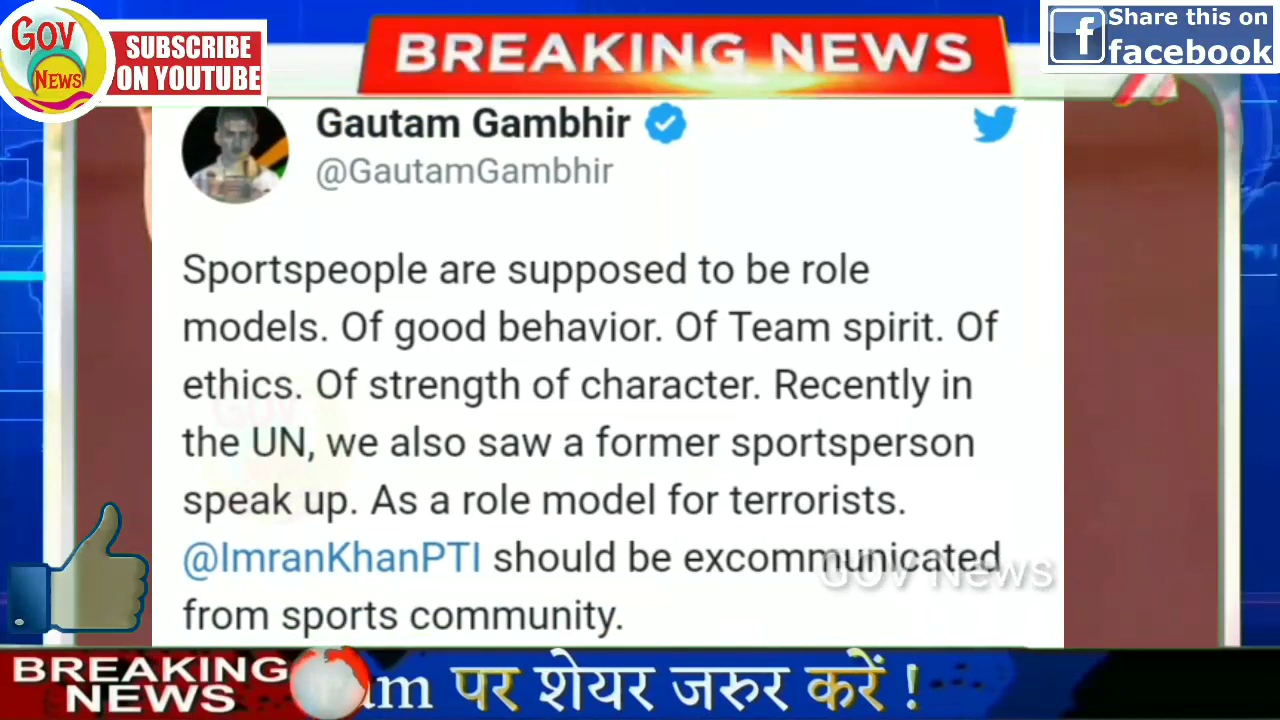 GOV
NEWS
SUBSCRIBE
ON YOUTUBE
BREAKING NEWS
Share this on
f facebook
Gautam Gambhir
@GautamGambhir
Sportspeople are supposed to be role
models. Of good behavior. Of Team spirit. Of
ethics. Of strength of character. Recently in
the UN, we also saw a former sportsperson
speak up. As a role model for terrorists.
@ImranKhanPTI should be excommunicated
from sports community.
GOV News
BREAKING
NEWS
am पर शेयर जरुर करें !